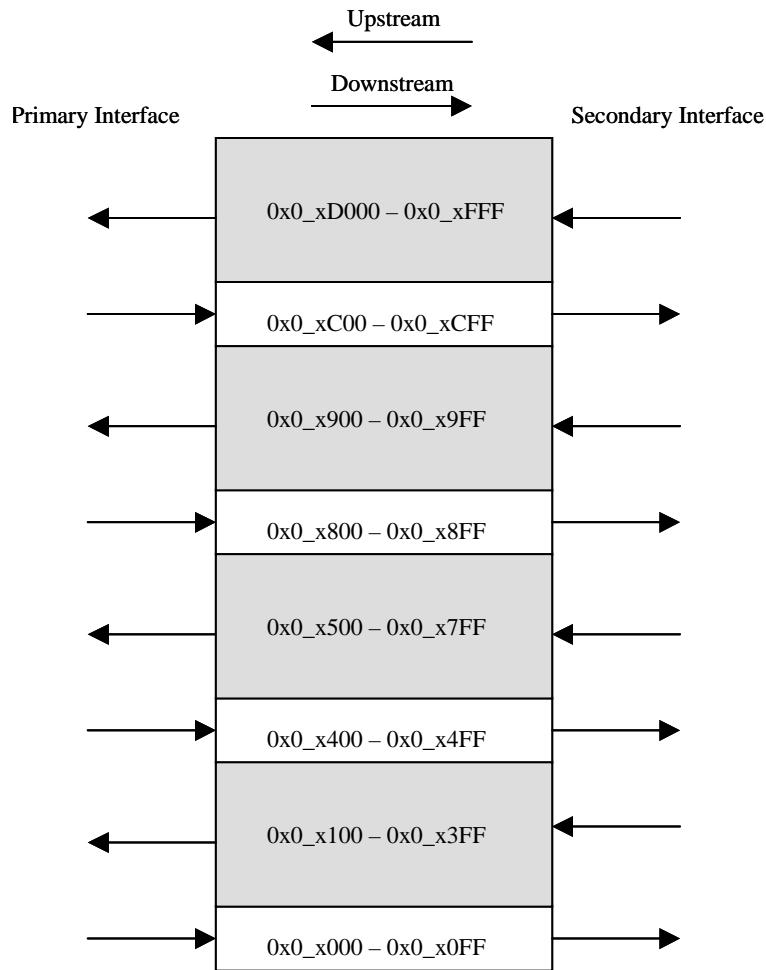 Upstream
Downstream
Primary Interface
Secondary Interface
0x0_xD000 – 0x0_xFFF
0x0_xC00 – 0x0_xCFF
0x0_x900 – 0x0_x9FF
0x0_x800 – 0x0_x8FF
0x0_x500 – 0x0_x7FF
0x0_x400 – 0x0_x4FF
0x0_x100 – 0x0_x3FF
0x0_x000 – 0x0_x0FF